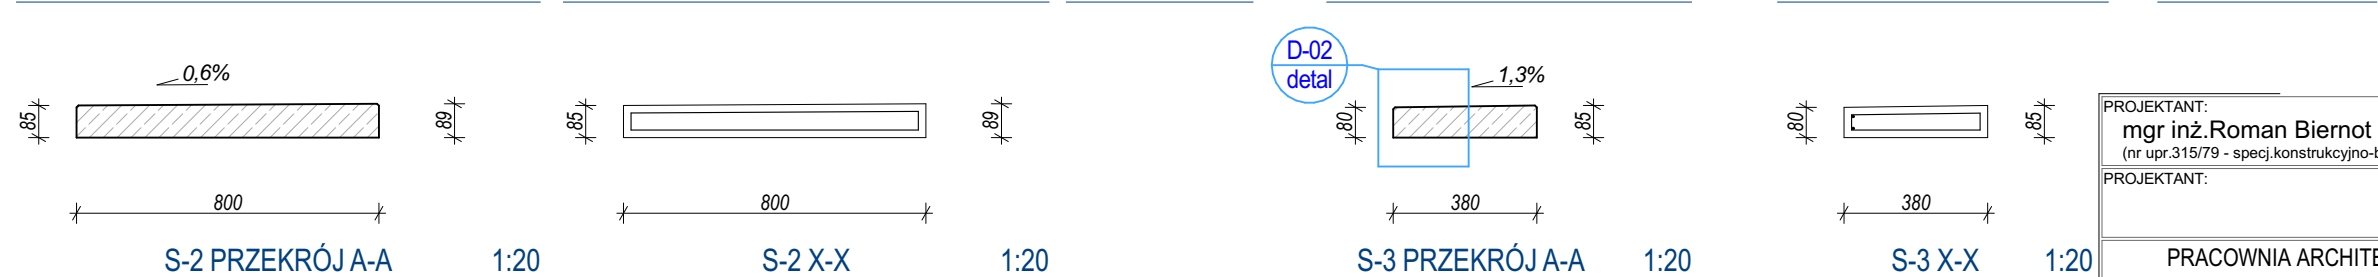 0,6%
85
89
800
S-2 PRZEKRÓJ A-A 1:20
85
89
800
S-2 X-X 1:20
D-02
detal
1,3%
80
85
380
S-3 PRZEKRÓJ A-A 1:20
80
85
380
S-3 X-X 1:20
PROJEKTANT:
mgr inż.Roman Biernot
(nr upr.315/79 - specj.konstrukcyjno-b
PROJEKTANT:
PRACOWNIA ARCHITE